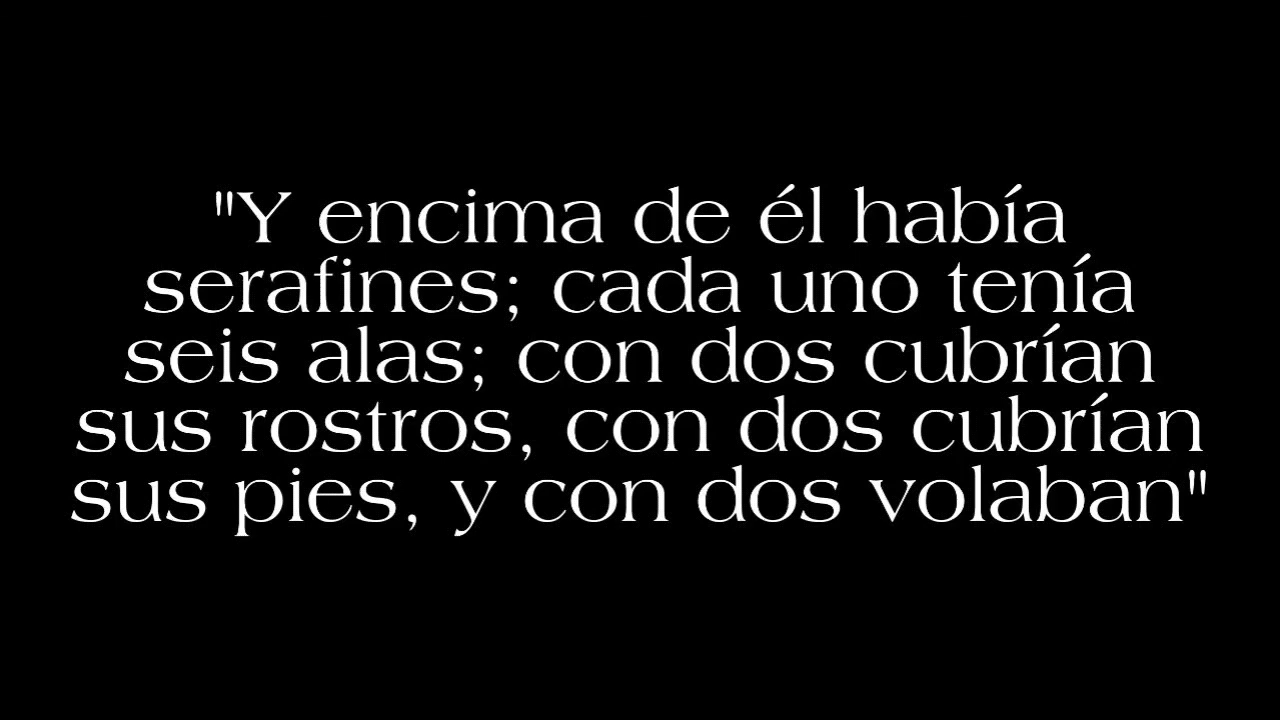 "Y encima de él había
serafines; cada uno tenía
seis alas; con dos cubrían
sus rostros, con dos cubrían
sus pies, y con dos volaban"